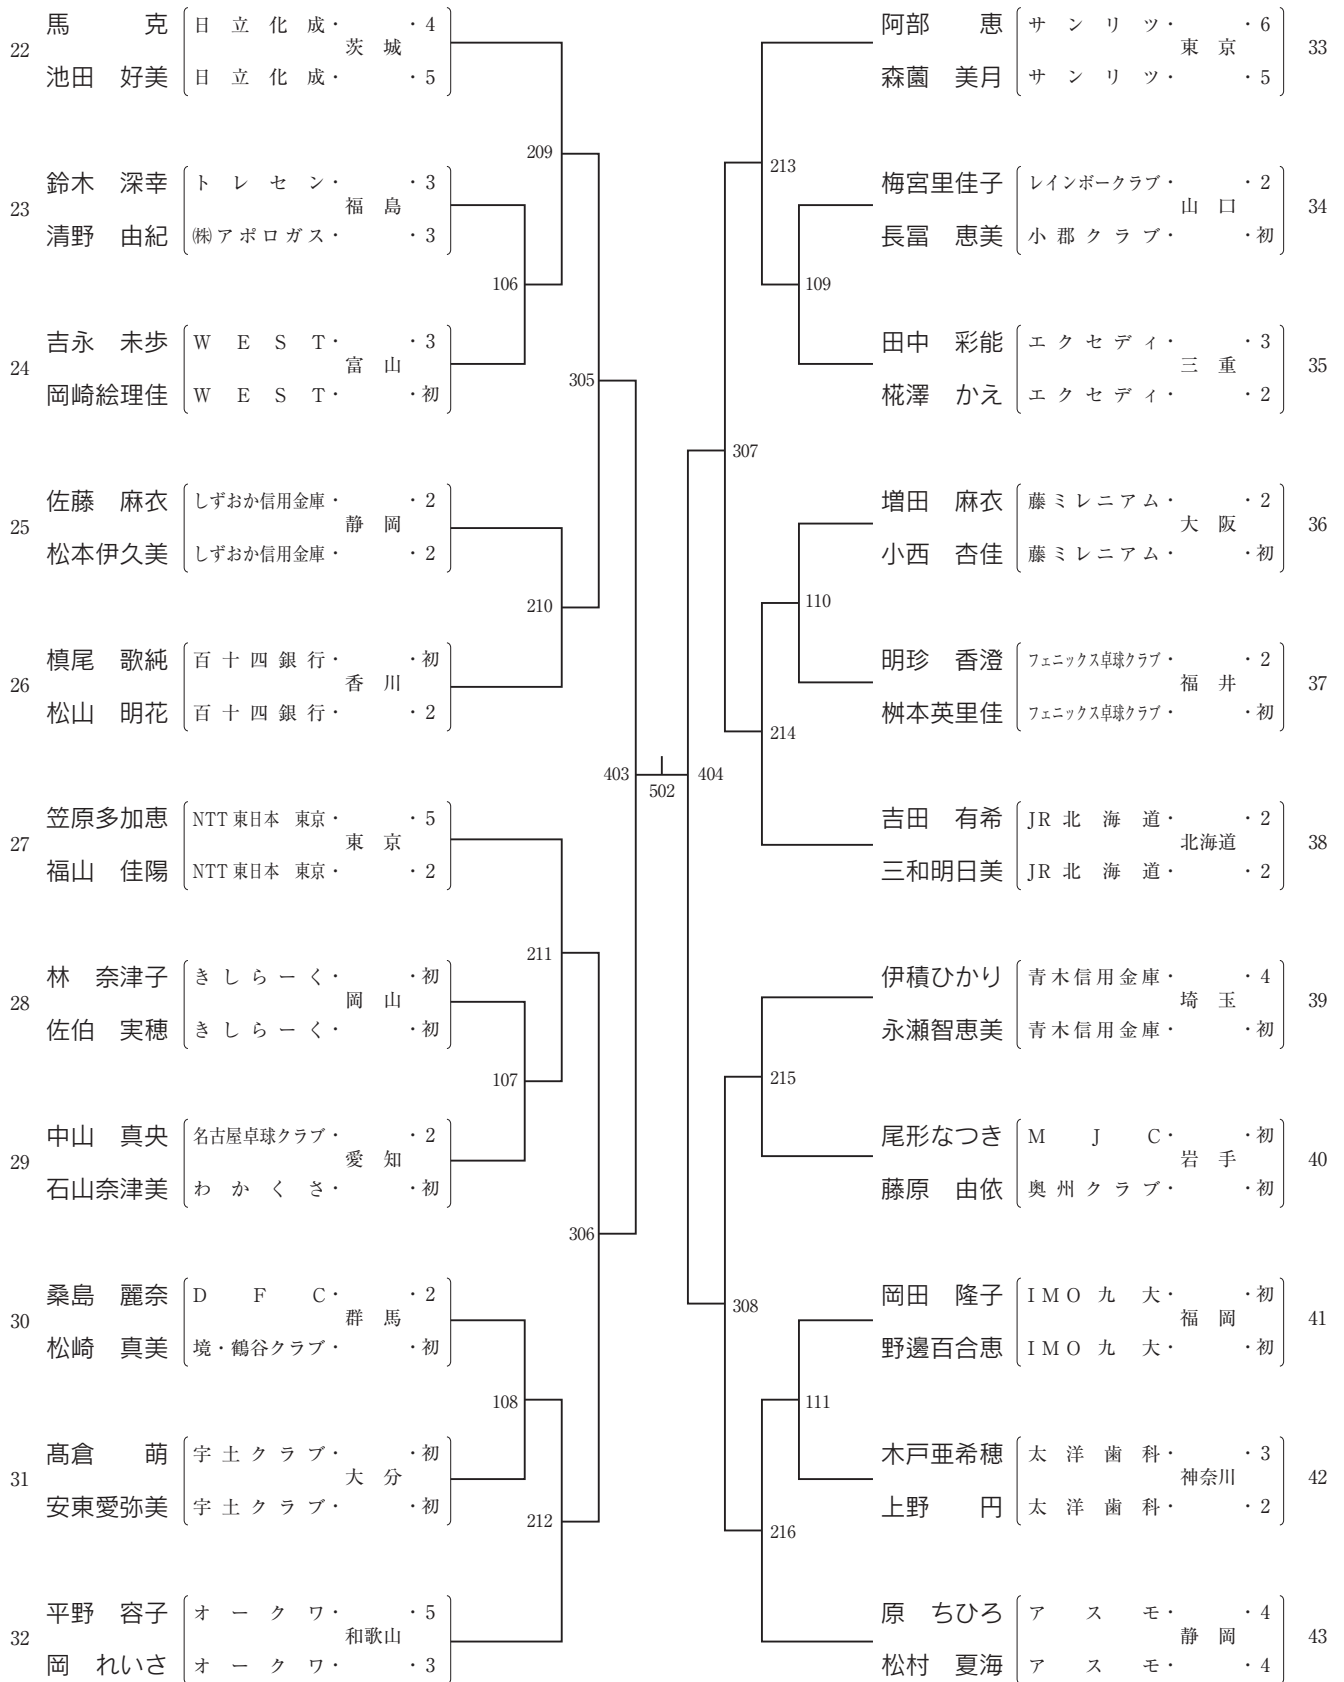 22
馬 克 日立化成・ ・4
茨城
池田 好美 日立化成・ ・5
209
23
鈴木 深幸 トレセン・ ・3
福島
清野 由紀 ㈱アポロガス・ ・3
106
24
吉永 未歩 WEST・ ・3
富山
岡崎絵理佳 WEST・ ・初
305
25
佐藤 麻衣 しずおか信用金庫・ ・2
静岡
松本伊久美 しずおか信用金庫・ ・2
210
26
槙尾 歌純 百十四銀行・ ・初
香川
松山 明花 百十四銀行・ ・2
403
27
笠原多加恵 NTT東日本 東京・ ・5
東京
福山 佳陽 NTT東日本 東京・ ・2
211
28
林 奈津子 きしらーく・ ・初
岡山
佐伯 実穂 きしらーく・ ・初
107
29
中山 真央 名古屋卓球クラブ・ ・2
愛知
石山奈津美 わかくさ・ ・初
306
30
桑島 麗奈 DFC・ ・2
群馬
松崎 真美 境・鶴谷クラブ・ ・初
108
31
髙倉 萌 宇土クラブ・ ・初
大分
安東愛弥美 宇土クラブ・ ・初
212
32
平野 容子 オークワ・ ・5
和歌山
岡 れいさ オークワ・ ・3
502
阿部 恵 サンリツ・ ・6
東京
33
森薗 美月 サンリツ・ ・5
213
梅宮里佳子 レインボークラブ・ ・2
山口
34
長冨 恵美 小郡クラブ・ ・初
109
田中 彩能 エクセディ・ ・3
三重
35
椛澤 かえ エクセディ・ ・2
307
増田 麻衣 藤ミレニアム・ ・2
大阪
36
小西 杏佳 藤ミレニアム・ ・初
110
明珍 香澄 フェニックス卓球クラブ・ ・2
福井
37
桝本英里佳 フェニックス卓球クラブ・ ・初
214
404
吉田 有希 JR北海道・ ・2
北海道
38
三和明日美 JR北海道・ ・2
伊積ひかり 青木信用金庫・ ・4
埼玉
39
永瀬智恵美 青木信用金庫・ ・初
215
尾形なつき MJC・ ・初
岩手
40
藤原 由依 奥州クラブ・ ・初
308
岡田 隆子 IMO九大・ ・初
福岡
41
野邊百合恵 IMO九大・ ・初
111
木戸亜希穂 太洋歯科・ ・3
神奈川
42
上野 円 太洋歯科・ ・2
216
原 ちひろ アスモ・ ・4
静岡
43
松村 夏海 アスモ・ ・4